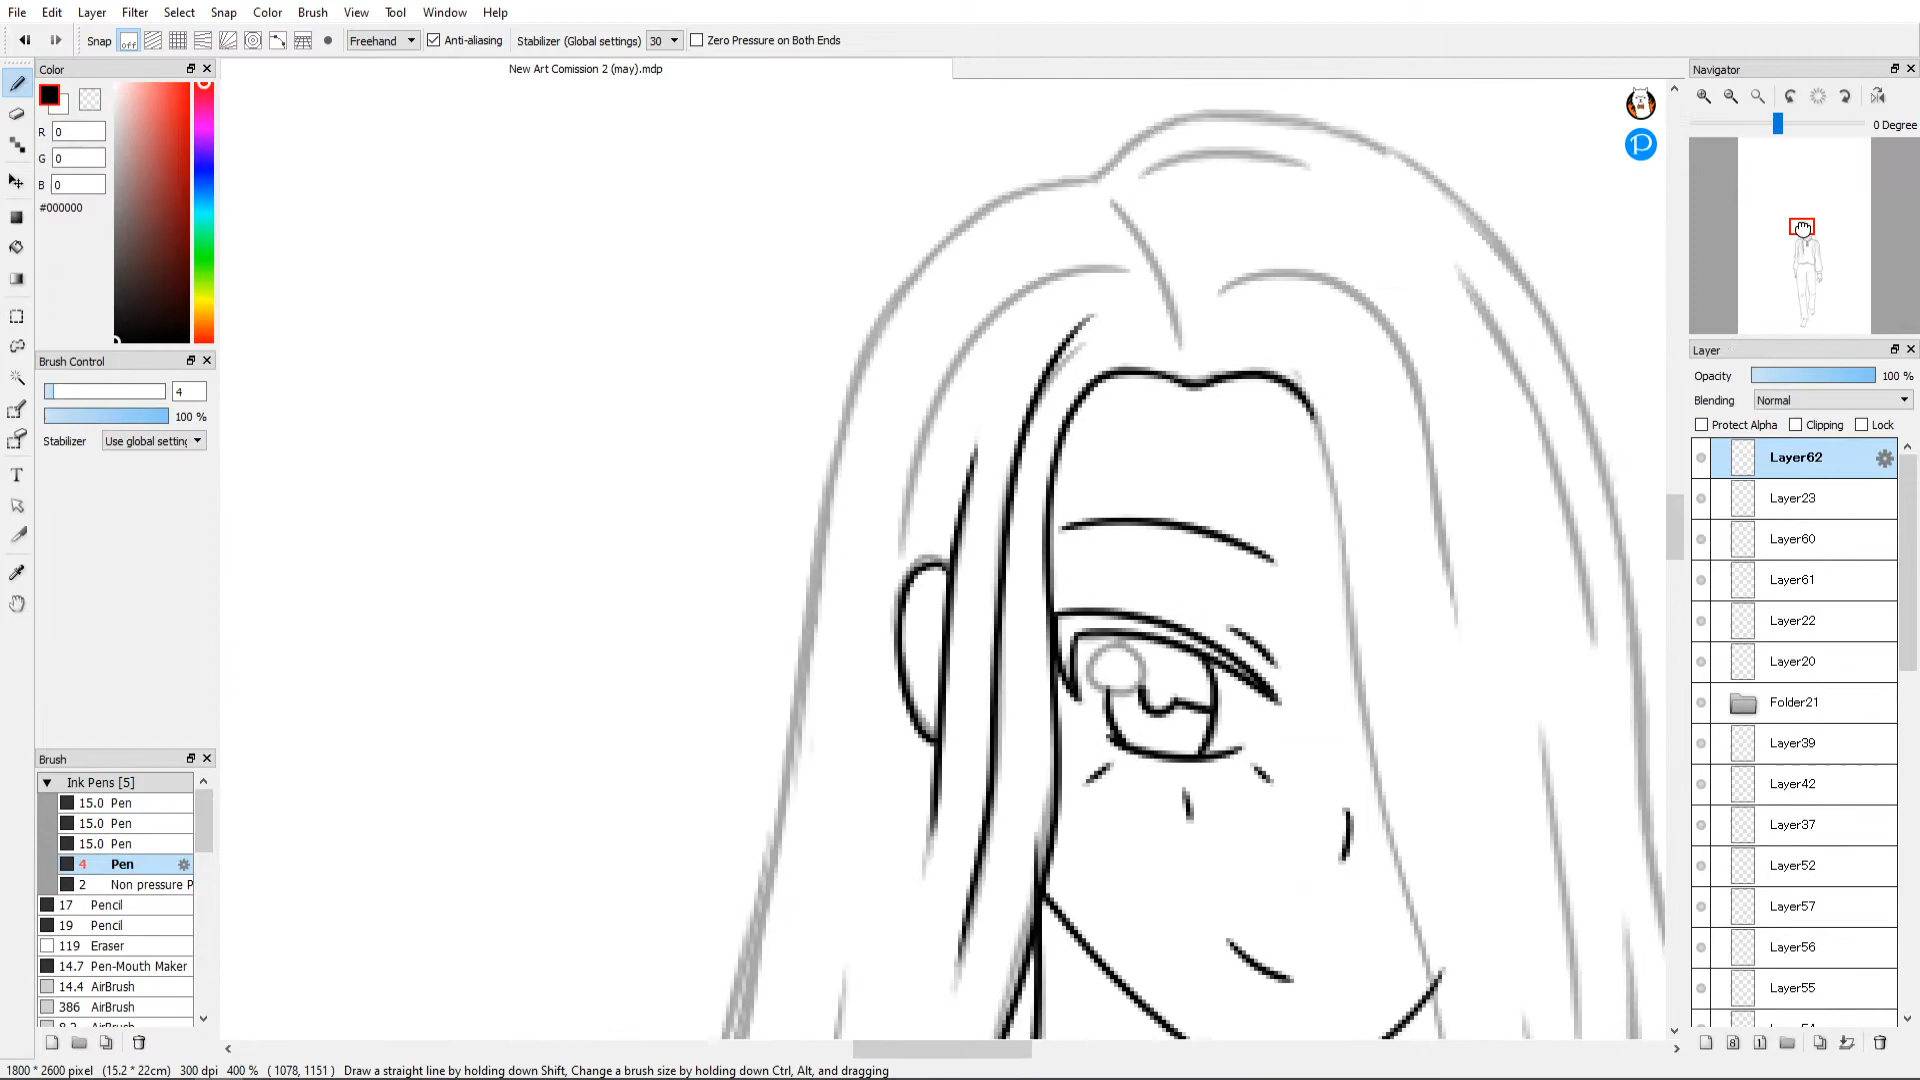 File Edit Layer Filter Select Snap Color Brush View Tool Window Help
Snap off Freehand Anti-aliasing Stabilizer (Global settings) 30 Zero Pressure on Both Ends
Color
New Art Comission 2 (may).mdp
Navigator
R 0
G 0
B 0
#000000
0 Degree
Brush Control
4
100 %
Stabilizer Use global setting
Layer
Opacity 100 %
Blending Normal
Protect Alpha Clipping Lock
Layer62
Layer23
Layer60
Layer61
Layer22
Layer20
Folder21
Layer39
Layer42
Layer37
Layer52
Layer57
Layer56
Layer55
Brush
Ink Pens [5]
15.0 Pen
15.0 Pen
15.0 Pen
4 Pen
2 Non pressure P
17 Pencil
19 Pencil
119 Eraser
14.7 Pen-Mouth Maker
14.4 AirBrush
386 AirBrush
1800 * 2600 pixel (15.2 * 22cm) 300 dpi 400 % ( 1078, 1151 ) Draw a straight line by holding down Shift, Change a brush size by holding down Ctrl, Alt, and dragging